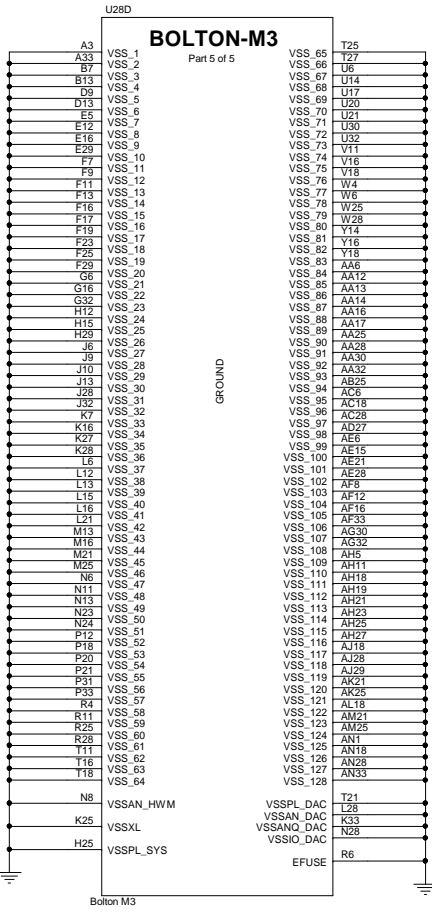 U28D
BOLTON-M3
Part 5 of 5
A3 VSS_1 VSS_65 T25
A33 VSS_2 VSS_66 T27
B7 VSS_3 VSS_67 U6
B13 VSS_4 VSS_68 U14
D9 VSS_5 VSS_69 U17
D13 VSS_6 VSS_70 U20
E5 VSS_7 VSS_71 U21
E12 VSS_8 VSS_72 U30
E16 VSS_9 VSS_73 U32
E29 VSS_10 VSS_74 V11
F7 VSS_11 VSS_75 V16
F9 VSS_12 VSS_76 V18
F11 VSS_13 VSS_77 W4
F13 VSS_14 VSS_78 W6
F16 VSS_15 VSS_79 W25
F17 VSS_16 VSS_80 W28
F19 VSS_17 VSS_81 Y14
F23 VSS_18 VSS_82 Y16
F25 VSS_19 VSS_83 Y18
F29 VSS_20 VSS_84 AA6
G6 VSS_21 VSS_85 AA12
G16 VSS_22 VSS_86 AA13
G32 VSS_23 VSS_87 AA14
H12 VSS_24 VSS_88 AA16
H15 VSS_25 VSS_89 AA17
H29 VSS_26 VSS_90 AA25
J6 VSS_27 VSS_91 AA28
J9 VSS_28 VSS_92 AA30
J10 VSS_29 VSS_93 AA32
J13 VSS_30 VSS_94 AB25
J28 VSS_31 VSS_95 AC6
J32 VSS_32 VSS_96 AC18
K7 VSS_33 VSS_97 AC28
K16 VSS_34 VSS_98 AD27
K27 VSS_35 VSS_99 AE6
K28 VSS_36 VSS_100 AE15
L6 VSS_37 VSS_101 AE21
L12 VSS_38 VSS_102 AE28
L13 VSS_39 VSS_103 AF8
L15 VSS_40 VSS_104 AF12
L16 VSS_41 VSS_105 AF16
L21 VSS_42 VSS_106 AF33
M13 VSS_43 VSS_107 AG30
M16 VSS_44 VSS_108 AG32
M21 VSS_45 VSS_109 AH5
M25 VSS_46 VSS_110 AH11
N6 VSS_47 VSS_111 AH18
N11 VSS_48 VSS_112 AH19
N13 VSS_49 VSS_113 AH21
N23 VSS_50 VSS_114 AH23
N24 VSS_51 VSS_115 AH25
P12 VSS_52 VSS_116 AH27
P18 VSS_53 VSS_117 AJ18
P20 VSS_54 VSS_118 AJ28
P21 VSS_55 VSS_119 AJ29
P31 VSS_56 VSS_120 AK21
P33 VSS_57 VSS_121 AK25
R4 VSS_58 VSS_122 AL18
R11 VSS_59 VSS_123 AM21
R25 VSS_60 VSS_124 AM25
R28 VSS_61 VSS_125 AN1
T11 VSS_62 VSS_126 AN18
T16 VSS_63 VSS_127 AN28
T18 VSS_64 VSS_128 AN33
GROUND
N8 VSSAN_HWM VSSPL_DAC T21
VSSAN_DAC L28
K25 VSSXL VSSANQ_DAC K33
VSSIO_DAC N28
H25 VSSPL_SYS
EFUSE R6
Bolton M3